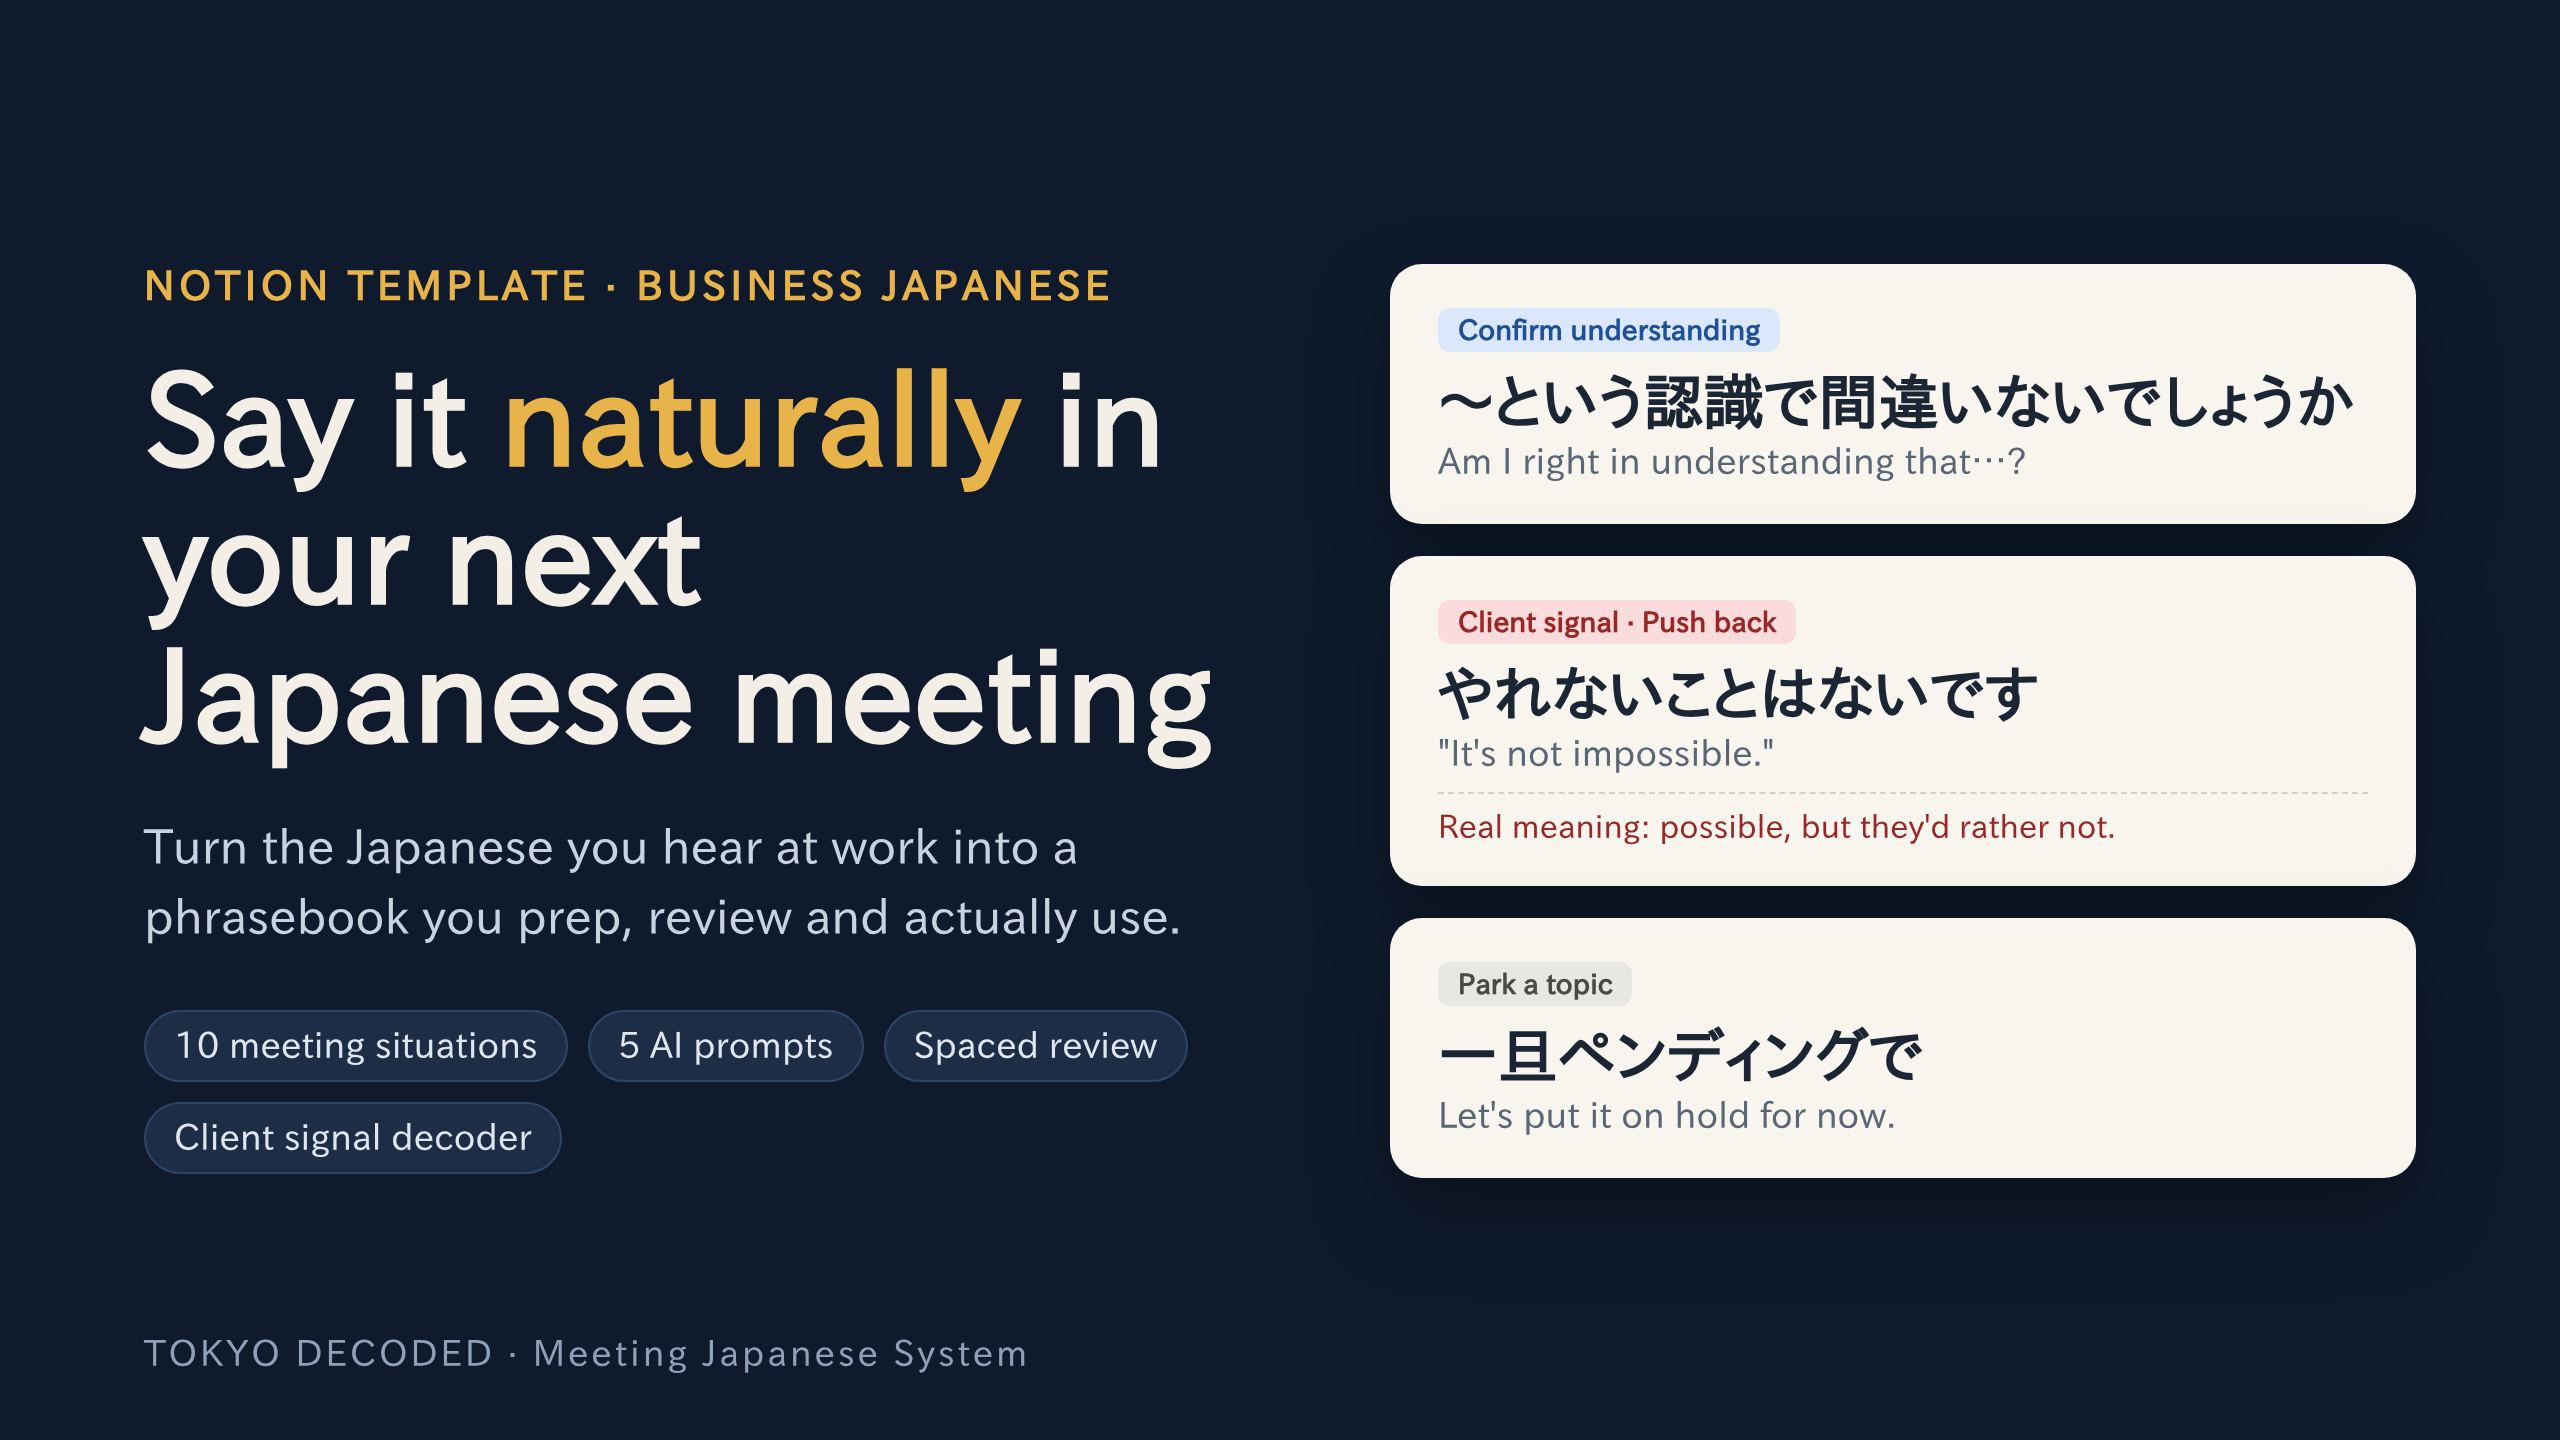 NOTION TEMPLATE · BUSINESS JAPANESE
Say it naturally in
your next
Japanese meeting
Turn the Japanese you hear at work into a
phrasebook you prep, review and actually use.
10 meeting situations
5 AI prompts
Spaced review
Client signal decoder
TOKYO DECODED · Meeting Japanese System
Confirm understanding
〜という認識で間違いないでしょうか
Am I right in understanding that…?
Client signal · Push back
やれないことはないです
"It's not impossible."
Real meaning: possible, but they'd rather not.
Park a topic
一旦ペンディングで
Let's put it on hold for now.